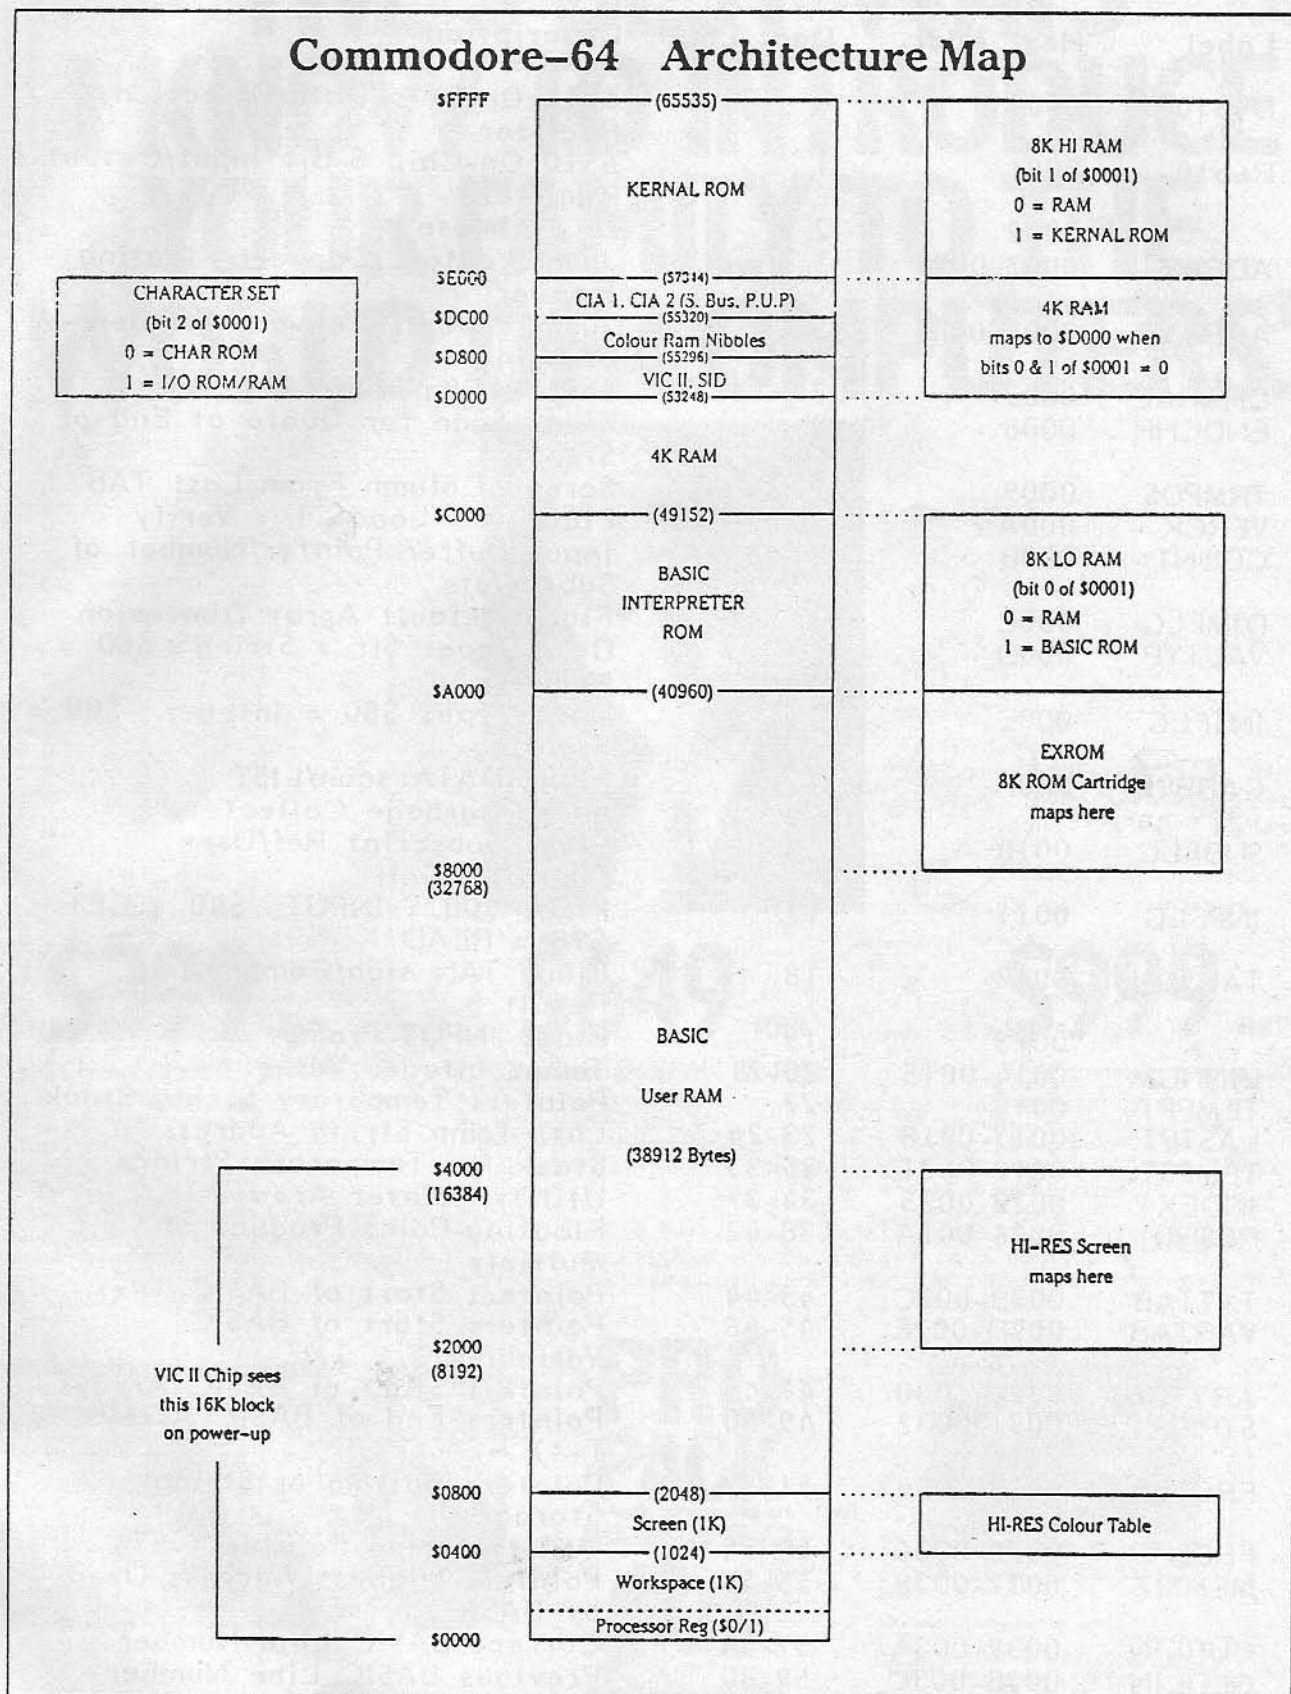 Commodore-64 Architecture Map
$FFFF
(65535)
8K HI RAM
(bit 1 of $0001)
0 = RAM
1 = KERNAL ROM
KERNAL ROM
$E000
(57344)
CHARACTER SET
(bit 2 of $0001)
0 = CHAR ROM
1 = I/O ROM/RAM
CIA 1, CIA 2 (S. Bus, P.U.P)
$DC00
(55320)
Colour Ram Nibbles
$D800
(55296)
VIC II, SID
$D000
(53248)
4K RAM
maps to $D000 when
bits 0 & 1 of $0001 = 0
4K RAM
$C000
(49152)
BASIC
INTERPRETER
ROM
8K LO RAM
(bit 0 of $0001)
0 = RAM
1 = BASIC ROM
$A000
(40960)
EXROM
8K ROM Cartridge
maps here
$8000
(32768)
BASIC
User RAM
(38912 Bytes)
$4000
(16384)
HI-RES Screen
maps here
$2000
(8192)
VIC II Chip sees
this 16K block
on power-up
$0800
(2048)
Screen (1K)
HI-RES Colour Table
$0400
(1024)
Workspace (1K)
Processor Reg ($0/1)
$0000